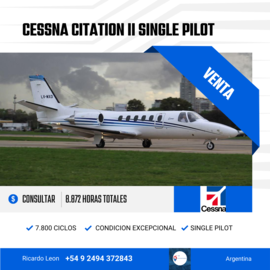 CESSNA CITATION II SINGLE PILOT
VENTA
CONSULTAR
8.872 HORAS TOTALES
Cessna
7.800 CICLOS
CONDICION EXCEPCIONAL
SINGLE PILOT
Ricardo Leon
+54 9 2494 372843
Argentina